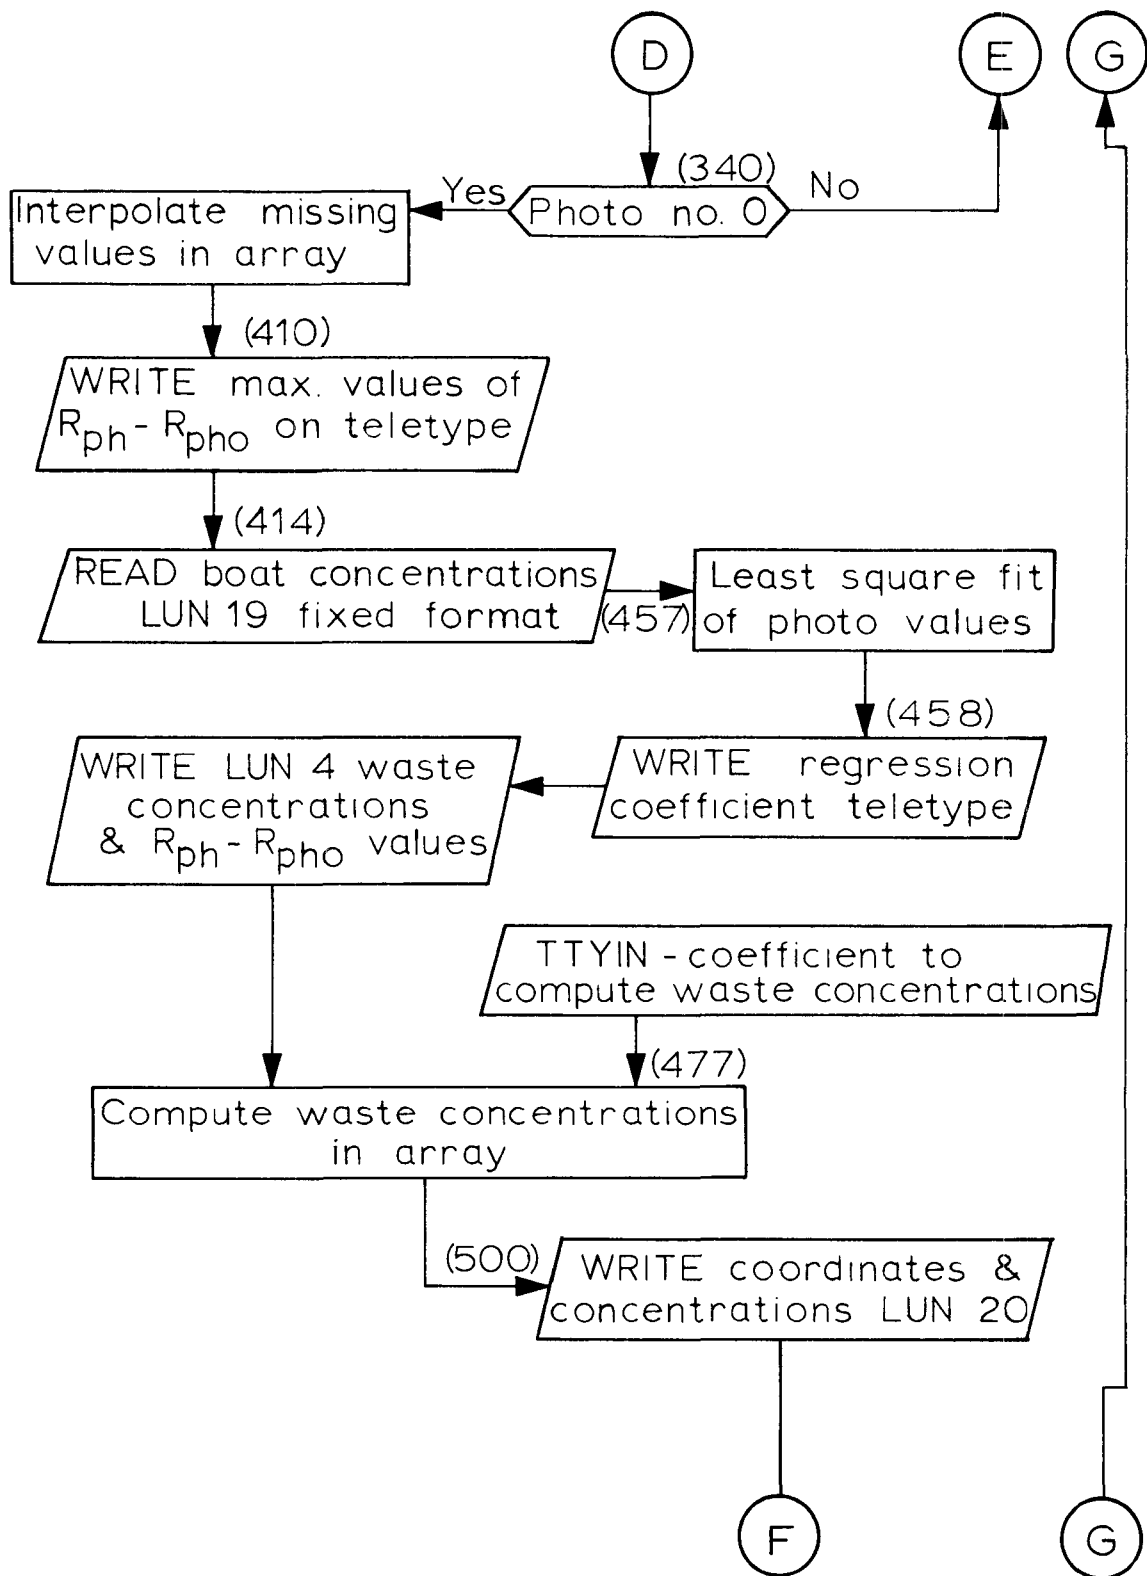 D
E
G
(340)
Yes
Photo no. 0
No
Interpolate missing
values in array
(410)
WRITE max. values of
Rph - Rpho on teletype
(414)
READ boat concentrations
LUN 19 fixed format
(457)
Least square fit
of photo values
(458)
WRITE regression
coefficient teletype
WRITE LUN 4 waste
concentrations
& Rph - Rpho values
TTYIN - coefficient to
compute waste concentrations
(477)
Compute waste concentrations
in array
(500)
WRITE coordinates &
concentrations LUN 20
F
G